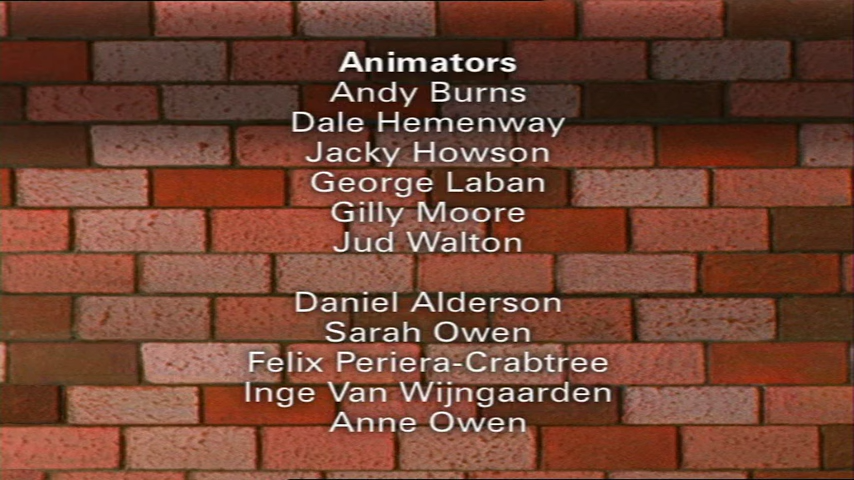 Animators
Andy Burns
Dale Hemenway
Jacky Howson
George Laban
Gilly Moore
Jud Walton
Daniel Alderson
Sarah Owen
Felix Periera-Crabtree
Inge Van Wijngaarden
Anne Owen